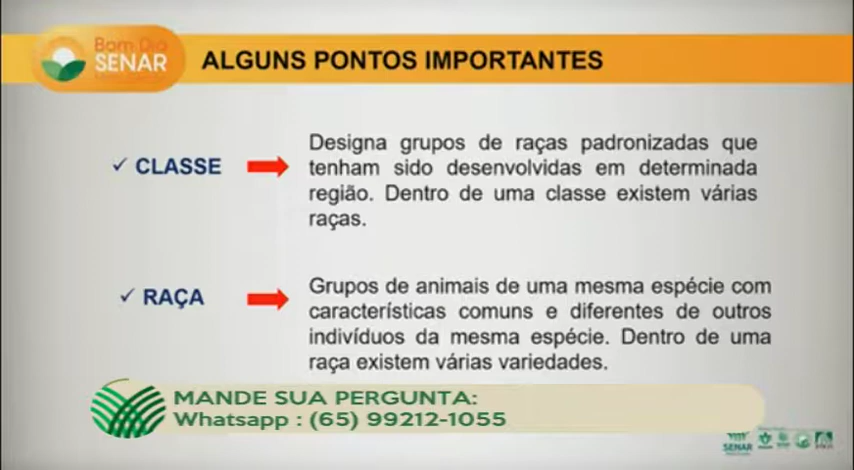 Bom Dia
SENAR
ALGUNS PONTOS IMPORTANTES
✓ CLASSE
Designa grupos de raças padronizadas que
tenham sido desenvolvidas em determinada
região. Dentro de uma classe existem várias
raças.
✓ RAÇA
Grupos de animais de uma mesma espécie com
características comuns e diferentes de outros
indivíduos da mesma espécie. Dentro de uma
raça existem várias variedades.
MANDE SUA PERGUNTA:
Whatsapp : (65) 99212-1055
SENAR